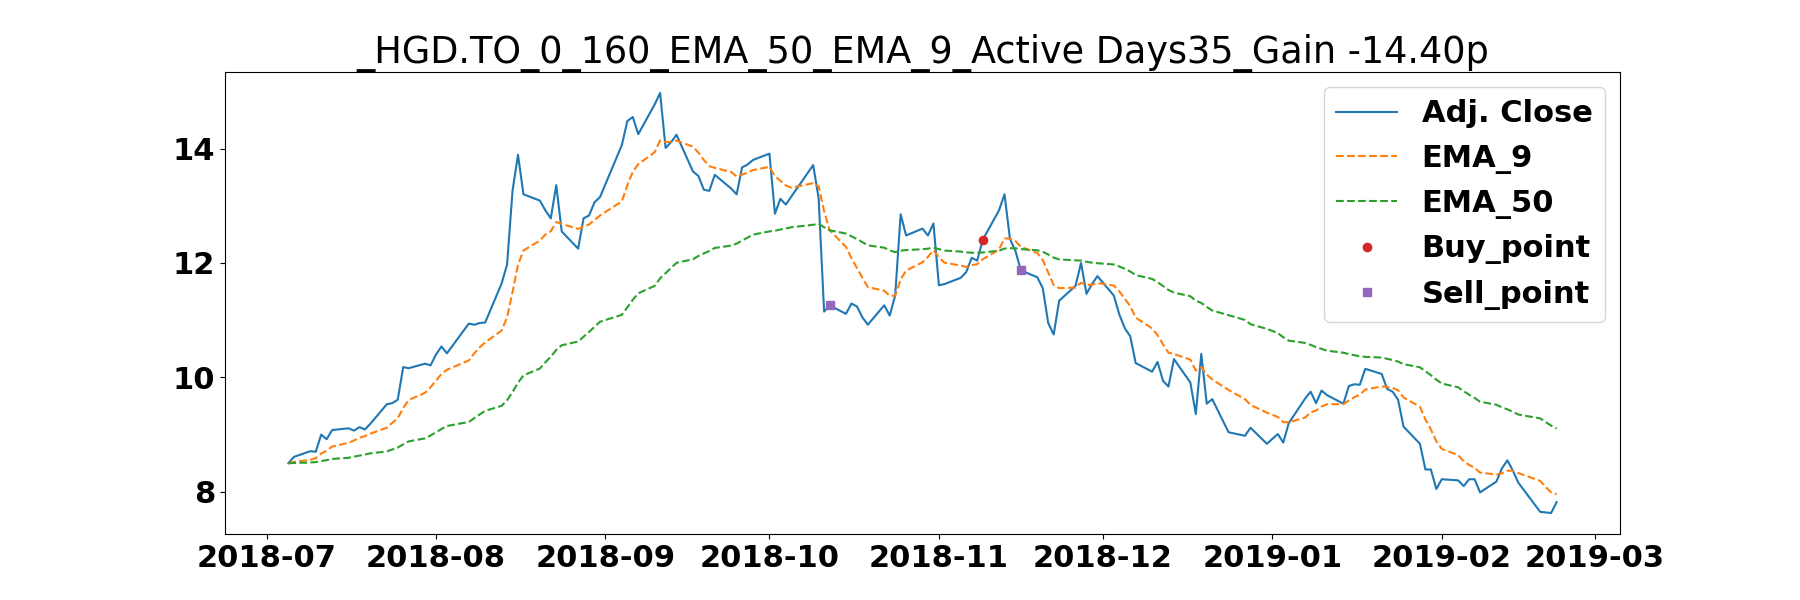 _HGD.TO_0_160_EMA_50_EMA_9_Active Days35_Gain -14.40p
Adj. Close
EMA_9
EMA_50
Buy_point
Sell_point
14
12
10
8
2018-07 2018-08 2018-09 2018-10 2018-11 2018-12 2019-01 2019-02 2019-03